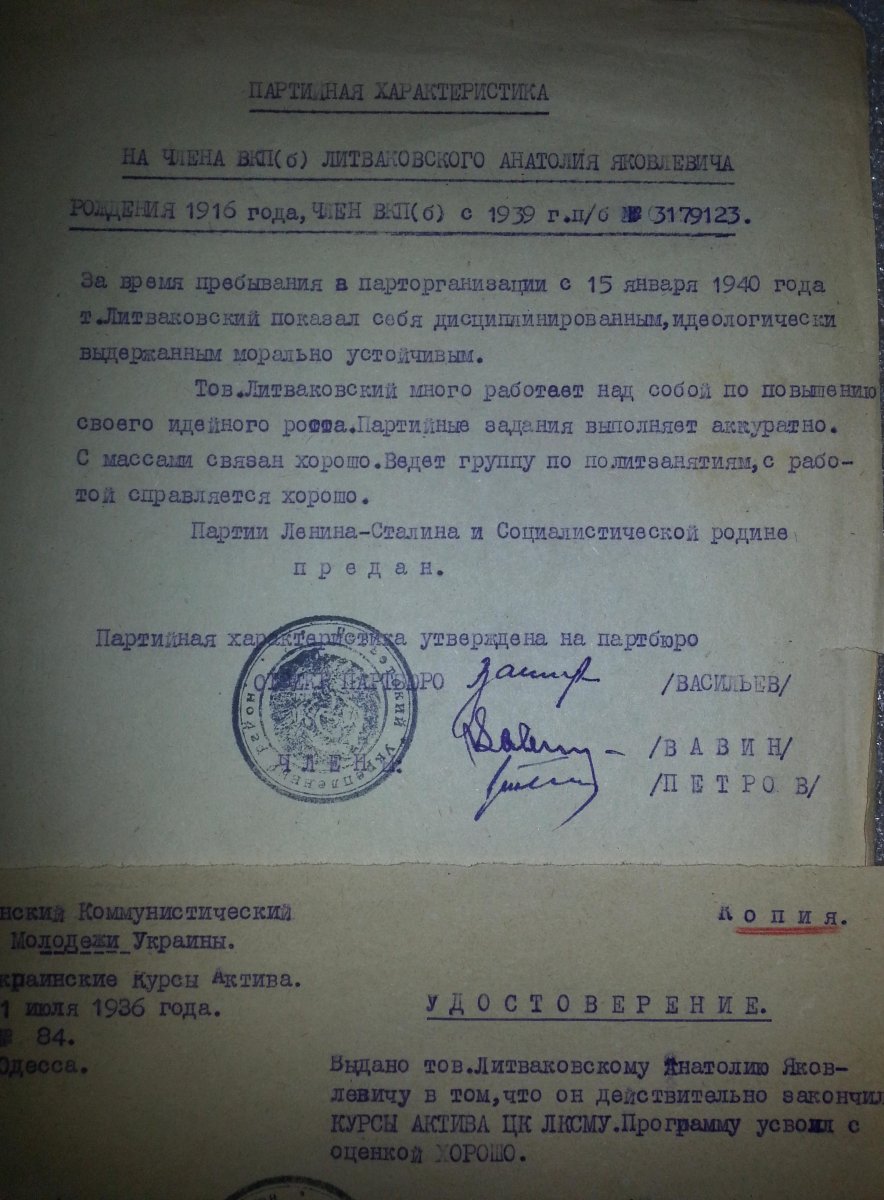 ПАРТИЙНАЯ ХАРАКТЕРИСТИКА
НА ЧЛЕНА ВКП(б) ЛИТВАКОВСКОГО АНАТОЛИЯ ЯКОВЛЕВИЧА
РОЖДЕНИЯ 1916 года, ЧЛЕН ВКП(б) с 1939 г.п/б № 3179123.
За время пребывания в парторганизации с 15 января 1940 года
т.Литваковский показал себя дисциплинированным,идеологически
выдержанным морально устойчивым.
Тов.Литваковский много работает над собой по повышению
своего идейного роста.Партийные задания выполняет аккуратно.
С массами связан хорошо.Ведет группу по политзанятиям,с рабо-
той справляется хорошо.
Партии Ленина-Сталина и Социалистической родине
п р е д а н.
Партийная характеристика утверждена на партбюро
ПАРТБЮРО /ВАСИЛЬЕВ/
/В А В И Н/
Ч Л Е Н Ы: /П Е Т Р О В/
УКРЕПЛЕННЫЙ РАЙОН
нский Коммунистический
Молодежи Украины.
краинские Курсы Актива.
1 июля 1936 года.
№ 84.
Одесса.
К о п и я.
У Д О С Т О В Е Р Е Н И Е.
Выдано тов.Литваковскому Анатолию Яков-
левичу в том,что он действительно закончил
КУРСЫ АКТИВА ЦК ЛКСМУ.Программу усвоил с
оценкой ХОРОШО.